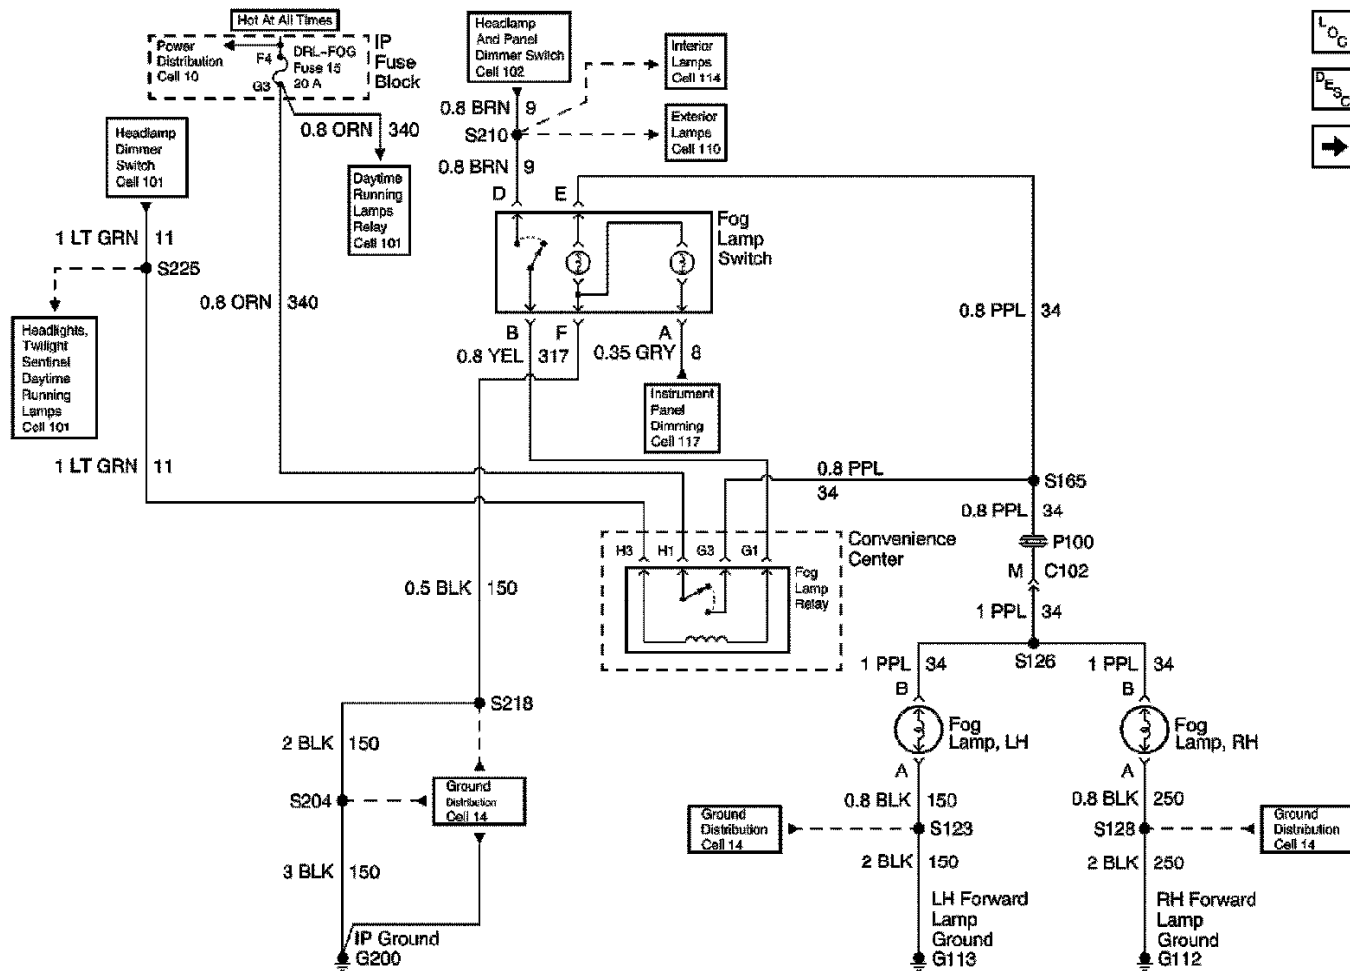 Hot At All Times
Power
Distribution
Cell 10
F4
G3
DRL-FOG
Fuse 15
20 A
IP
Fuse
Block
0.8 ORN 340
Daytime
Running
Lamps
Relay
Cell 101
Headlamp
Dimmer
Switch
Cell 101
1 LT GRN 11
S225
Headlights,
Twilight
Sentinel
Daytime
Running
Lamps
Cell 101
1 LT GRN 11
0.8 ORN 340
Headlamp
And Panel
Dimmer Switch
Cell 102
0.8 BRN 9
S210
0.8 BRN 9
Interior
Lamps
Cell 114
Exterior
Lamps
Cell 110
D E
Fog
Lamp
Switch
B F A
0.8 YEL 317
0.35 GRY 8
Instrument
Panel
Dimming
Cell 117
0.8 PPL 34
0.8 PPL
34
S165
0.8 PPL 34
P100
M C102
1 PPL 34
S126
Convenience
Center
H3 H1 G3 G1
Fog
Lamp
Relay
0.5 BLK 150
S218
2 BLK 150
S204
Ground
Distribution
Cell 14
3 BLK 150
IP Ground
G200
1 PPL 34
B
Fog
Lamp, LH
A
0.8 BLK 150
Ground
Distribution
Cell 14
S123
2 BLK 150
LH Forward
Lamp
Ground
G113
1 PPL 34
B
Fog
Lamp, RH
A
0.8 BLK 250
S128
Ground
Distribution
Cell 14
2 BLK 250
RH Forward
Lamp
Ground
G112
LOC
DESC